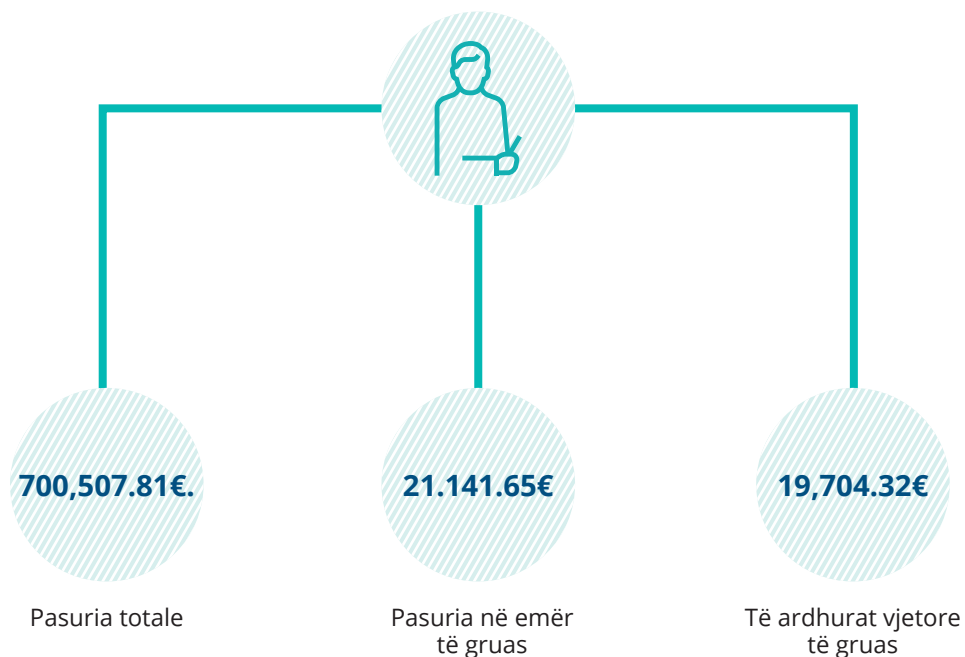 700,507.81€.
21.141.65€
19,704.32€
Pasuria totale
Pasuria në emër
të gruas
Të ardhurat vjetore
të gruas